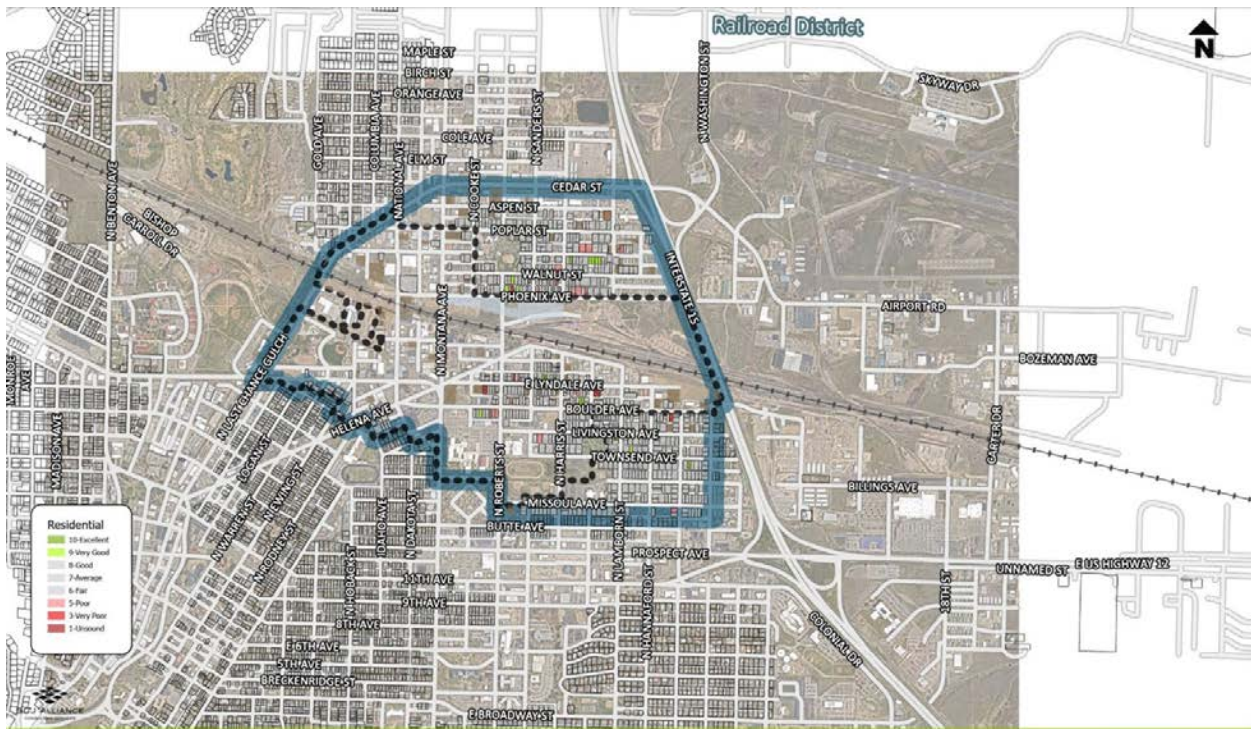 Railroad District
N
MAPLE ST
BIRCH ST
ORANGE AVE
GOLD AVE
COLUMBIA AVE
NATIONAL AVE
COLE AVE
ELM ST
N COOKE ST
N SANDERS ST
N WASHINGTON ST
SKYWAY DR
N BENTON AVE
BISHOP
CARROLL DR
CEDAR ST
ASPEN ST
POPLAR ST
WALNUT ST
PHOENIX AVE
INTERSTATE 15
AIRPORT RD
BOZEMAN AVE
N MONTANA AVE
N LAST CHANCE GULCH
HELENA AVE
E LYNDALE AVE
BOULDER AVE
LIVINGSTON AVE
TOWNSEND AVE
N HARRIS ST
N ROBERTS ST
MISSOULA AVE
BUTTE AVE
N LAMBORN ST
PROSPECT AVE
BILLINGS AVE
CARTER DR
MONROE
AVE
MADISON AVE
LOGAN ST
N EWING ST
N WARREN ST
N RODNEY ST
IDAHO AVE
N DAKOTA ST
N HOBACK ST
11TH AVE
9TH AVE
8TH AVE
E 6TH AVE
5TH AVE
BRECKENRIDGE ST
E BROADWAY ST
N HANNAFORD ST
COLONIAL DR
18TH ST
UNNAMED ST
E US HIGHWAY 12
Residential
10-Excellent
9-Very Good
8-Good
7-Average
6-Fair
5-Poor
3-Very Poor
1-Unsound
ALLIANCE